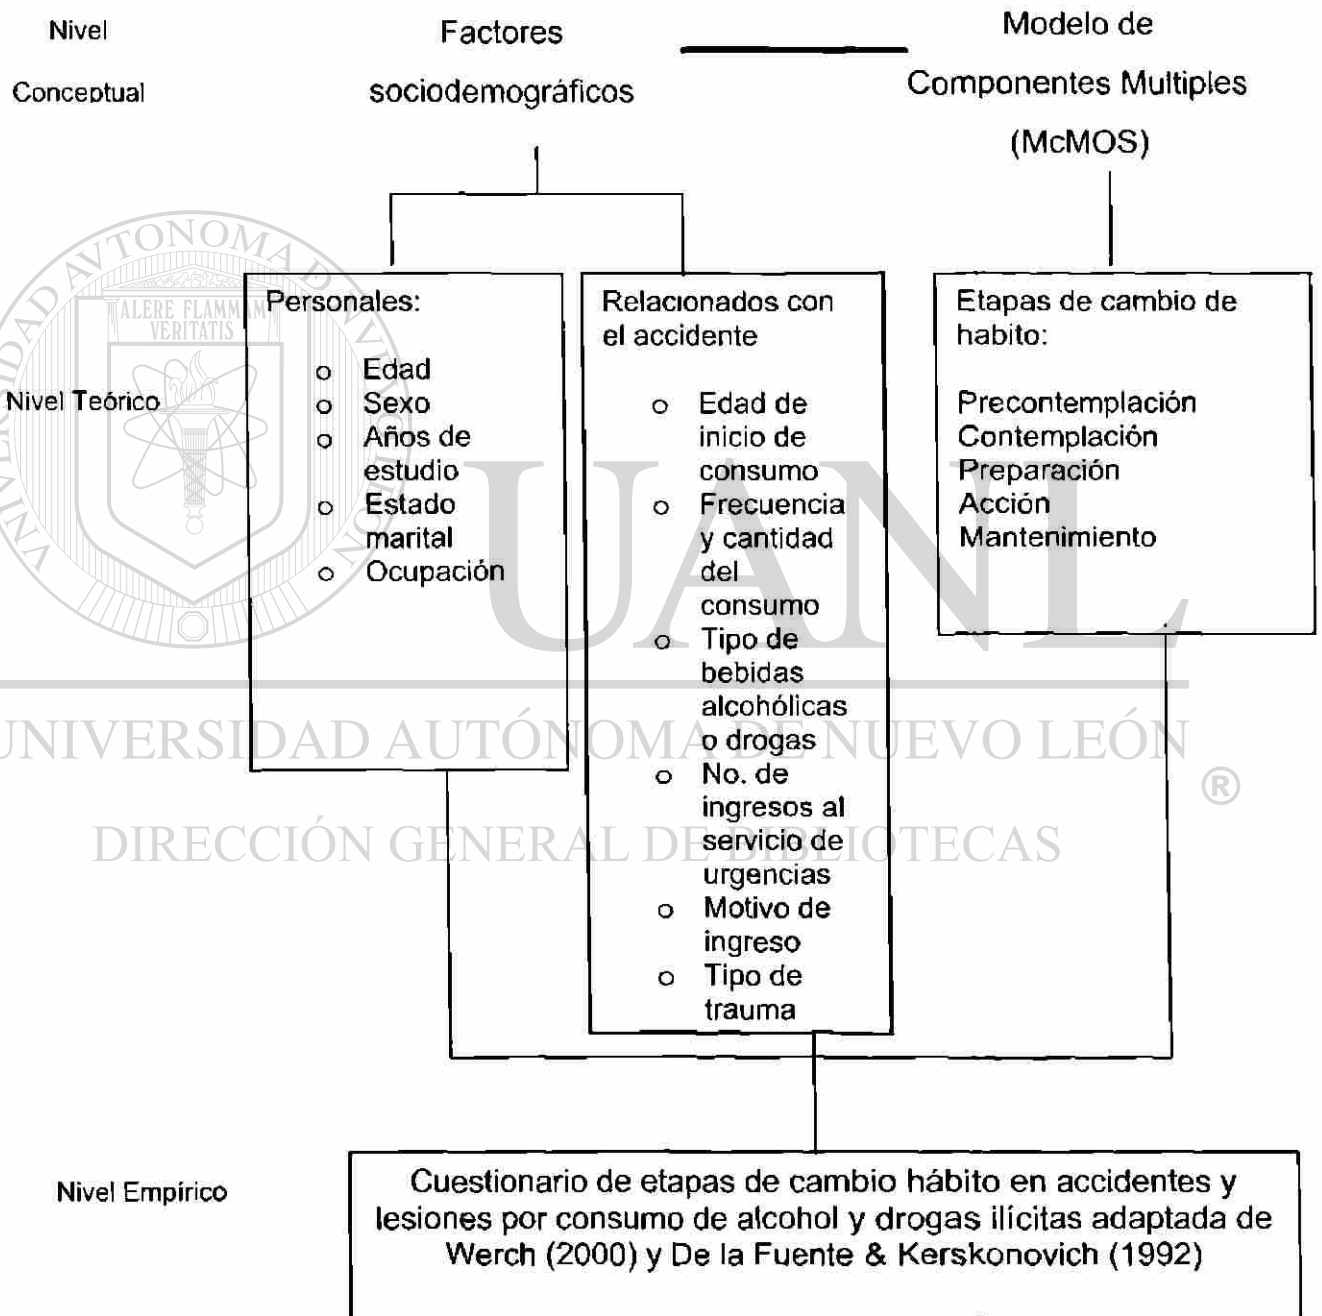 Nivel
Conceptual
Factores
sociodemográficos
Modelo de
Componentes Multiples
(McMOS)
Nivel Teórico
Personales:
o Edad
o Sexo
o Años de
estudio
o Estado
marital
o Ocupación
Relacionados con
el accidente
o Edad de
inicio de
consumo
o Frecuencia
y cantidad
del
consumo
o Tipo de
bebidas
alcohólicas
o drogas
o No. de
ingresos al
servicio de
urgencias
o Motivo de
ingreso
o Tipo de
trauma
Etapas de cambio de
habito:
Precontemplación
Contemplación
Preparación
Acción
Mantenimiento
Nivel Empírico
Cuestionario de etapas de cambio hábito en accidentes y
lesiones por consumo de alcohol y drogas ilícitas adaptada de
Werch (2000) y De la Fuente & Kerskonovich (1992)
ALERE FLAMMAM
VERITATIS
UANL
UNIVERSIDAD AUTÓNOMA DE NUEVO LEÓN
®
DIRECCIÓN GENERAL DE BIBLIOTECAS